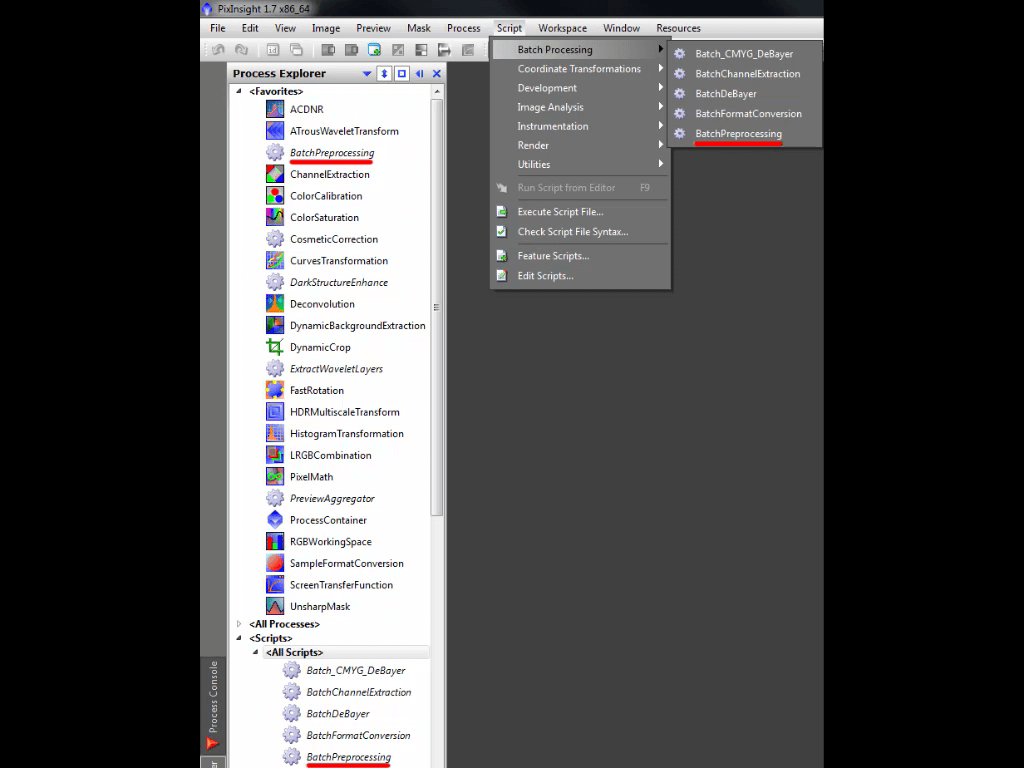 PixInsight 1.7 x86_64
File Edit View Image Preview Mask Process Script Workspace Window Resources
Process Explorer
<Favorites>
ACDNR
ATrousWaveletTransform
BatchPreprocessing
ChannelExtraction
ColorCalibration
ColorSaturation
CosmeticCorrection
CurvesTransformation
DarkStructureEnhance
Deconvolution
DynamicBackgroundExtraction
DynamicCrop
ExtractWaveletLayers
FastRotation
HDRMultiscaleTransform
HistogramTransformation
LRGBCombination
PixelMath
PreviewAggregator
ProcessContainer
RGBWorkingSpace
SampleFormatConversion
ScreenTransferFunction
UnsharpMask
<All Processes>
<Scripts>
<All Scripts>
Batch_CMYG_DeBayer
BatchChannelExtraction
BatchDeBayer
BatchFormatConversion
BatchPreprocessing
Process Console
Batch Processing
Coordinate Transformations
Development
Image Analysis
Instrumentation
Render
Utilities
Run Script from Editor F9
Execute Script File...
Check Script File Syntax...
Feature Scripts...
Edit Scripts...
Batch_CMYG_DeBayer
BatchChannelExtraction
BatchDeBayer
BatchFormatConversion
BatchPreprocessing